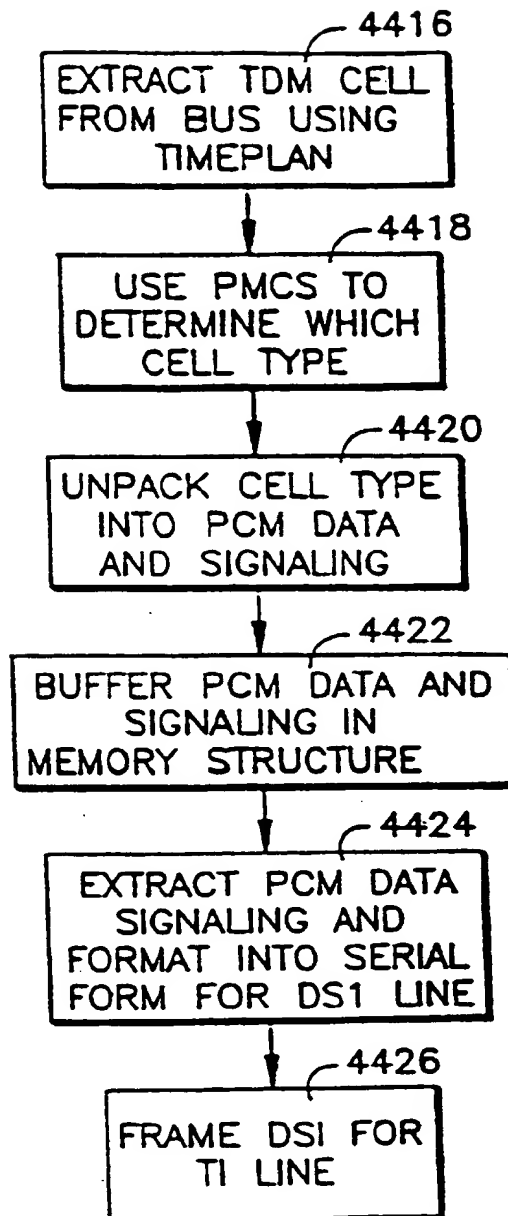 4416
EXTRACT TDM CELL
FROM BUS USING
TIMEPLAN
4418
USE PMCS TO
DETERMINE WHICH
CELL TYPE
4420
UNPACK CELL TYPE
INTO PCM DATA
AND SIGNALING
4422
BUFFER PCM DATA AND
SIGNALING IN
MEMORY STRUCTURE
4424
EXTRACT PCM DATA
SIGNALING AND
FORMAT INTO SERIAL
FORM FOR DS1 LINE
4426
FRAME DSI FOR
TI LINE